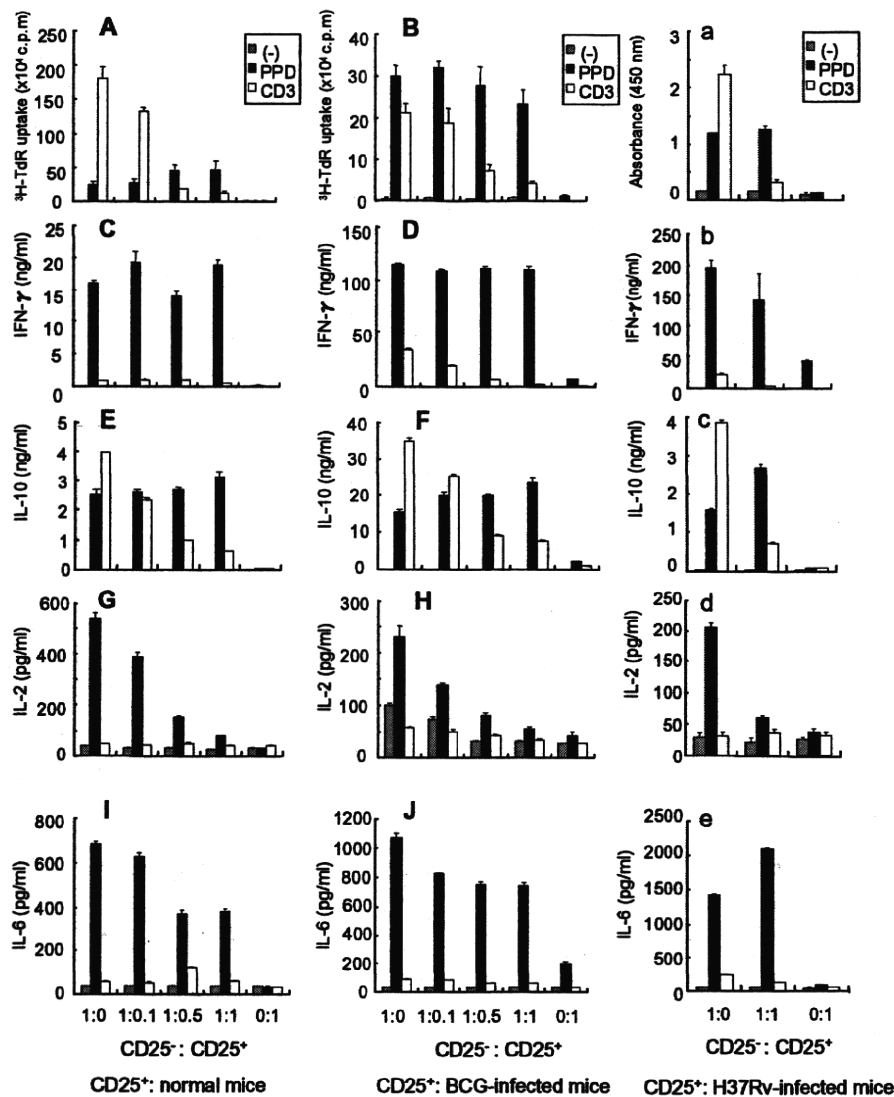 A
³H-TdR uptake (x10⁴ c.p.m)
250
200
150
100
50
0
(-)
PPD
CD3
B
³H-TdR uptake (x10⁴ c.p.m)
40
30
20
10
0
(-)
PPD
CD3
a
Absorbance (450 nm)
3
2
1
0
(-)
PPD
CD3
C
IFN-γ (ng/ml)
25
20
15
10
5
0
D
IFN-γ (ng/ml)
150
100
50
0
b
IFN-γ (ng/ml)
250
200
150
200
50
0
E
IL-10 (ng/ml)
5
4
3
2
1
0
F
IL-10 (ng/ml)
40
30
20
10
0
c
IL-10 (ng/ml)
4
3
2
1
0
G
IL-2 (pg/ml)
600
400
200
0
H
IL-2 (pg/ml)
300
200
100
0
d
IL-2 (pg/ml)
250
200
150
200
50
0
I
IL-6 (pg/ml)
800
600
400
200
0
J
IL-6 (pg/ml)
1200
1000
800
600
400
200
0
e
IL-6 (pg/ml)
2500
2000
1500
1000
500
0
1:0 1:0.1 1:0.5 1:1 0:1
1:0 1:0.1 1:0.5 1:1 0:1
1:0 1:1 0:1
CD25⁻: CD25⁺
CD25⁻: CD25⁺
CD25⁻: CD25⁺
CD25⁺: normal mice
CD25⁺: BCG-infected mice
CD25⁺: H37Rv-infected mice